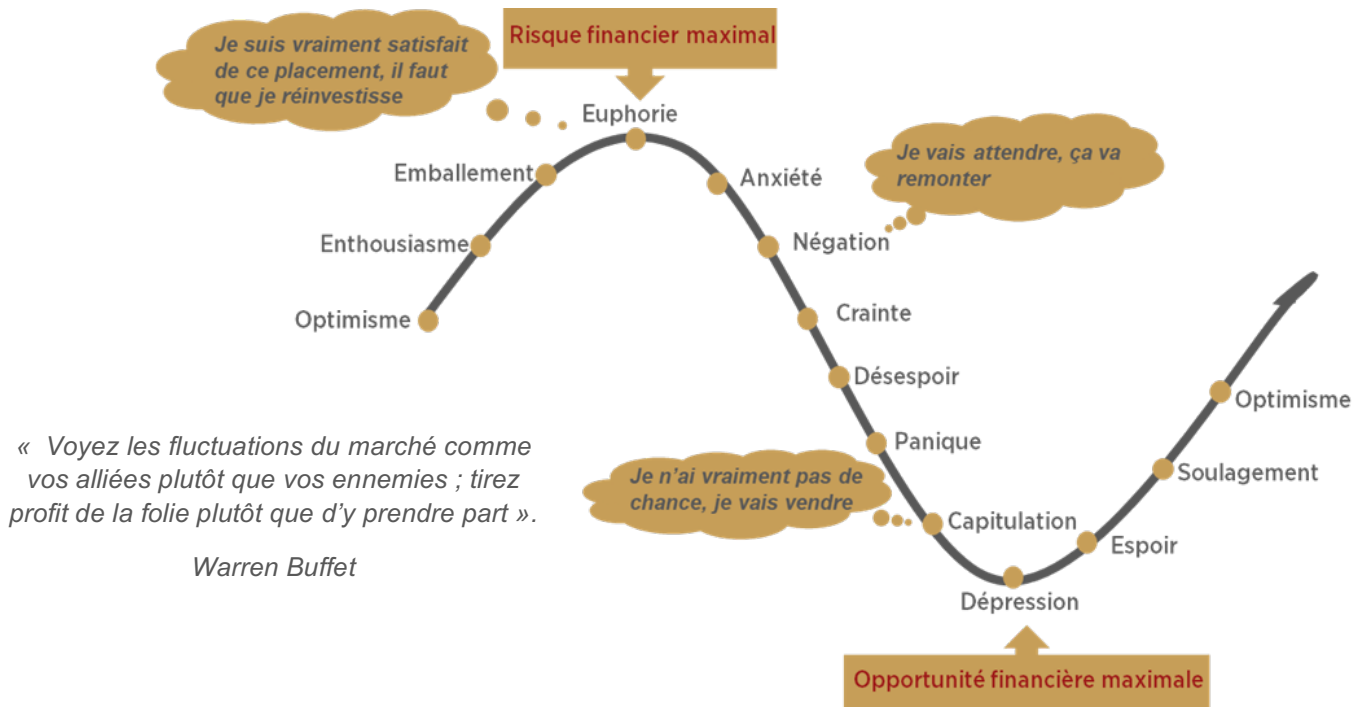 Risque financier maximal
Je suis vraiment satisfait
de ce placement, il faut
que je réinvestisse
Euphorie
Emballement
Anxiété
Je vais attendre, ça va
remonter
Enthousiasme
Négation
Optimisme
Crainte
Désespoir
Optimisme
« Voyez les fluctuations du marché comme
vos alliées plutôt que vos ennemies ; tirez
profit de la folie plutôt que d'y prendre part ».
Warren Buffet
Panique
Je n'ai vraiment pas de
chance, je vais vendre
Soulagement
Capitulation
Espoir
Dépression
Opportunité financière maximale